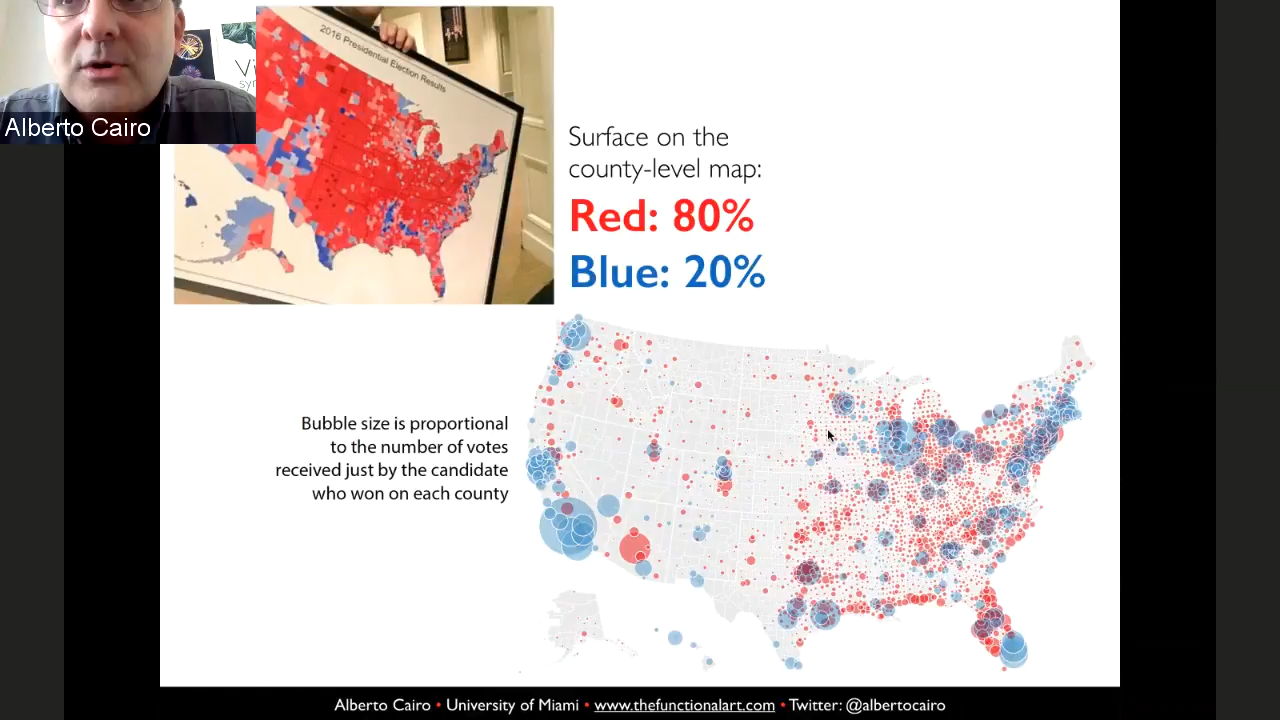 Alberto Cairo
2016 Presidential Election Results
Surface on the
county-level map:
Red: 80%
Blue: 20%
Bubble size is proportional
to the number of votes
received just by the candidate
who won on each county
Alberto Cairo • University of Miami • www.thefunctionalart.com • Twitter: @albertocairo